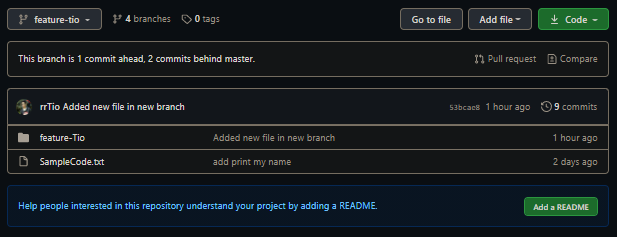 feature-tio 4 branches 0 tags Go to file Add file Code
This branch is 1 commit ahead, 2 commits behind master. Pull request Compare
rrTio Added new file in new branch 53bcae8 1 hour ago 9 commits
feature-Tio Added new file in new branch 1 hour ago
SampleCode.txt add print my name 2 days ago
Help people interested in this repository understand your project by adding a README. Add a README